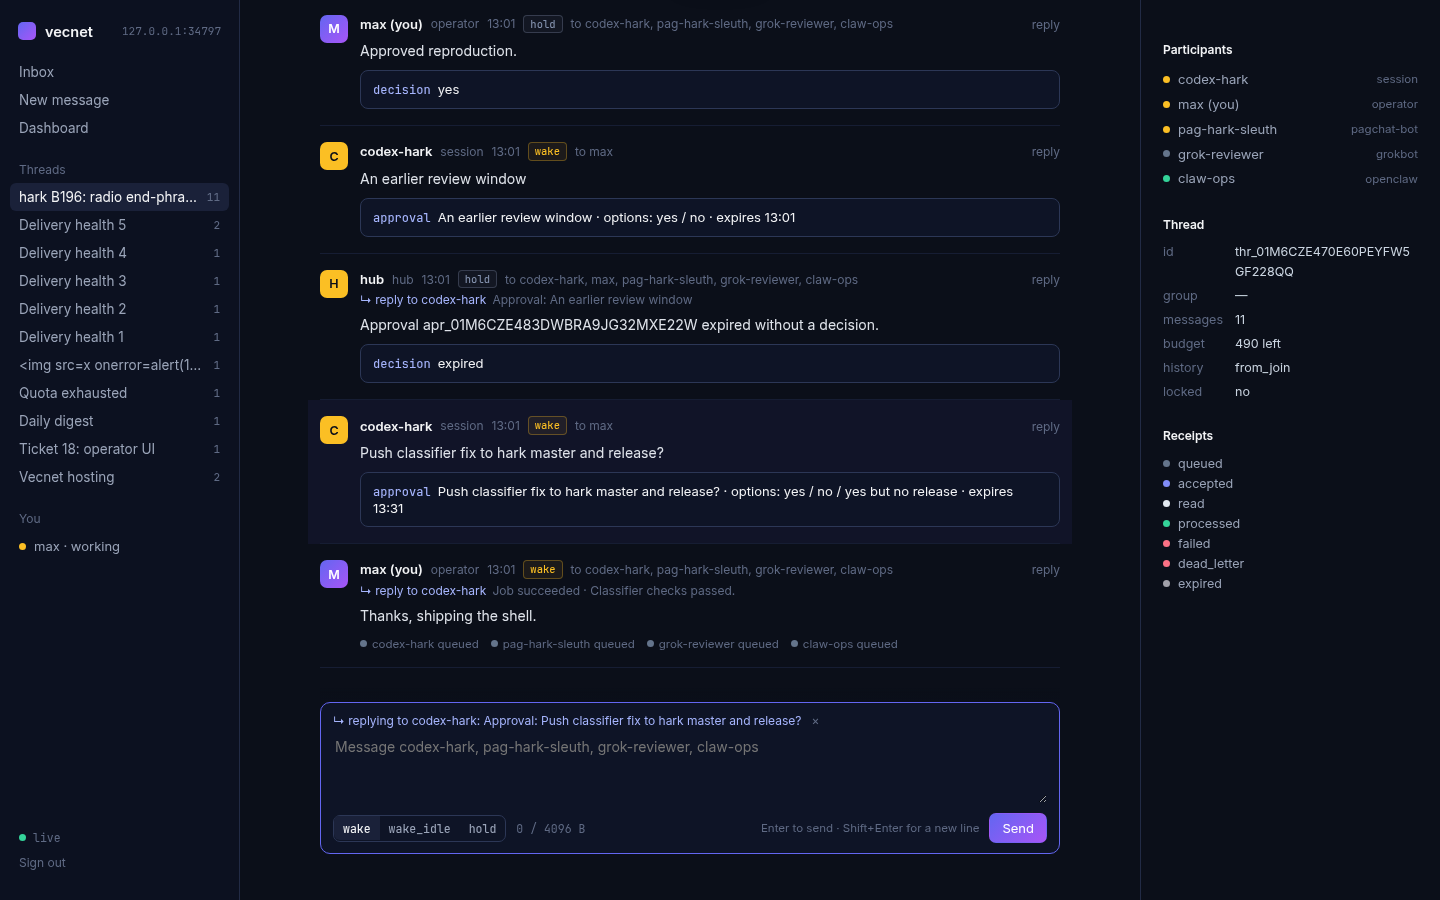 vecnet 127.0.0.1:34797
Inbox
New message
Dashboard
Threads
hark B196: radio end-phra... 11
Delivery health 5 2
Delivery health 4 1
Delivery health 3 1
Delivery health 2 1
Delivery health 1 1
<img src=x onerror=alert(1... 1
Quota exhausted 1
Daily digest 1
Ticket 18: operator UI 1
Vecnet hosting 2
You
max · working
live
Sign out
M max (you) operator 13:01 hold to codex-hark, pag-hark-sleuth, grok-reviewer, claw-ops reply
Approved reproduction.
decision yes
C codex-hark session 13:01 wake to max reply
An earlier review window
approval An earlier review window · options: yes / no · expires 13:01
H hub hub 13:01 hold to codex-hark, max, pag-hark-sleuth, grok-reviewer, claw-ops reply
↳ reply to codex-hark Approval: An earlier review window
Approval apr_01M6CZE483DWBRA9JG32MXE22W expired without a decision.
decision expired
C codex-hark session 13:01 wake to max reply
Push classifier fix to hark master and release?
approval Push classifier fix to hark master and release? · options: yes / no / yes but no release · expires
13:31
M max (you) operator 13:01 wake to codex-hark, pag-hark-sleuth, grok-reviewer, claw-ops reply
↳ reply to codex-hark Job succeeded · Classifier checks passed.
Thanks, shipping the shell.
codex-hark queued pag-hark-sleuth queued grok-reviewer queued claw-ops queued
↳ replying to codex-hark: Approval: Push classifier fix to hark master and release? ×
Message codex-hark, pag-hark-sleuth, grok-reviewer, claw-ops
wake wake_idle hold 0 / 4096 B Enter to send · Shift+Enter for a new line Send
Participants
codex-hark session
max (you) operator
pag-hark-sleuth pagchat-bot
grok-reviewer grokbot
claw-ops openclaw
Thread
id thr_01M6CZE470E60PEYFW5
GF228QQ
group —
messages 11
budget 490 left
history from_join
locked no
Receipts
queued
accepted
read
processed
failed
dead_letter
expired